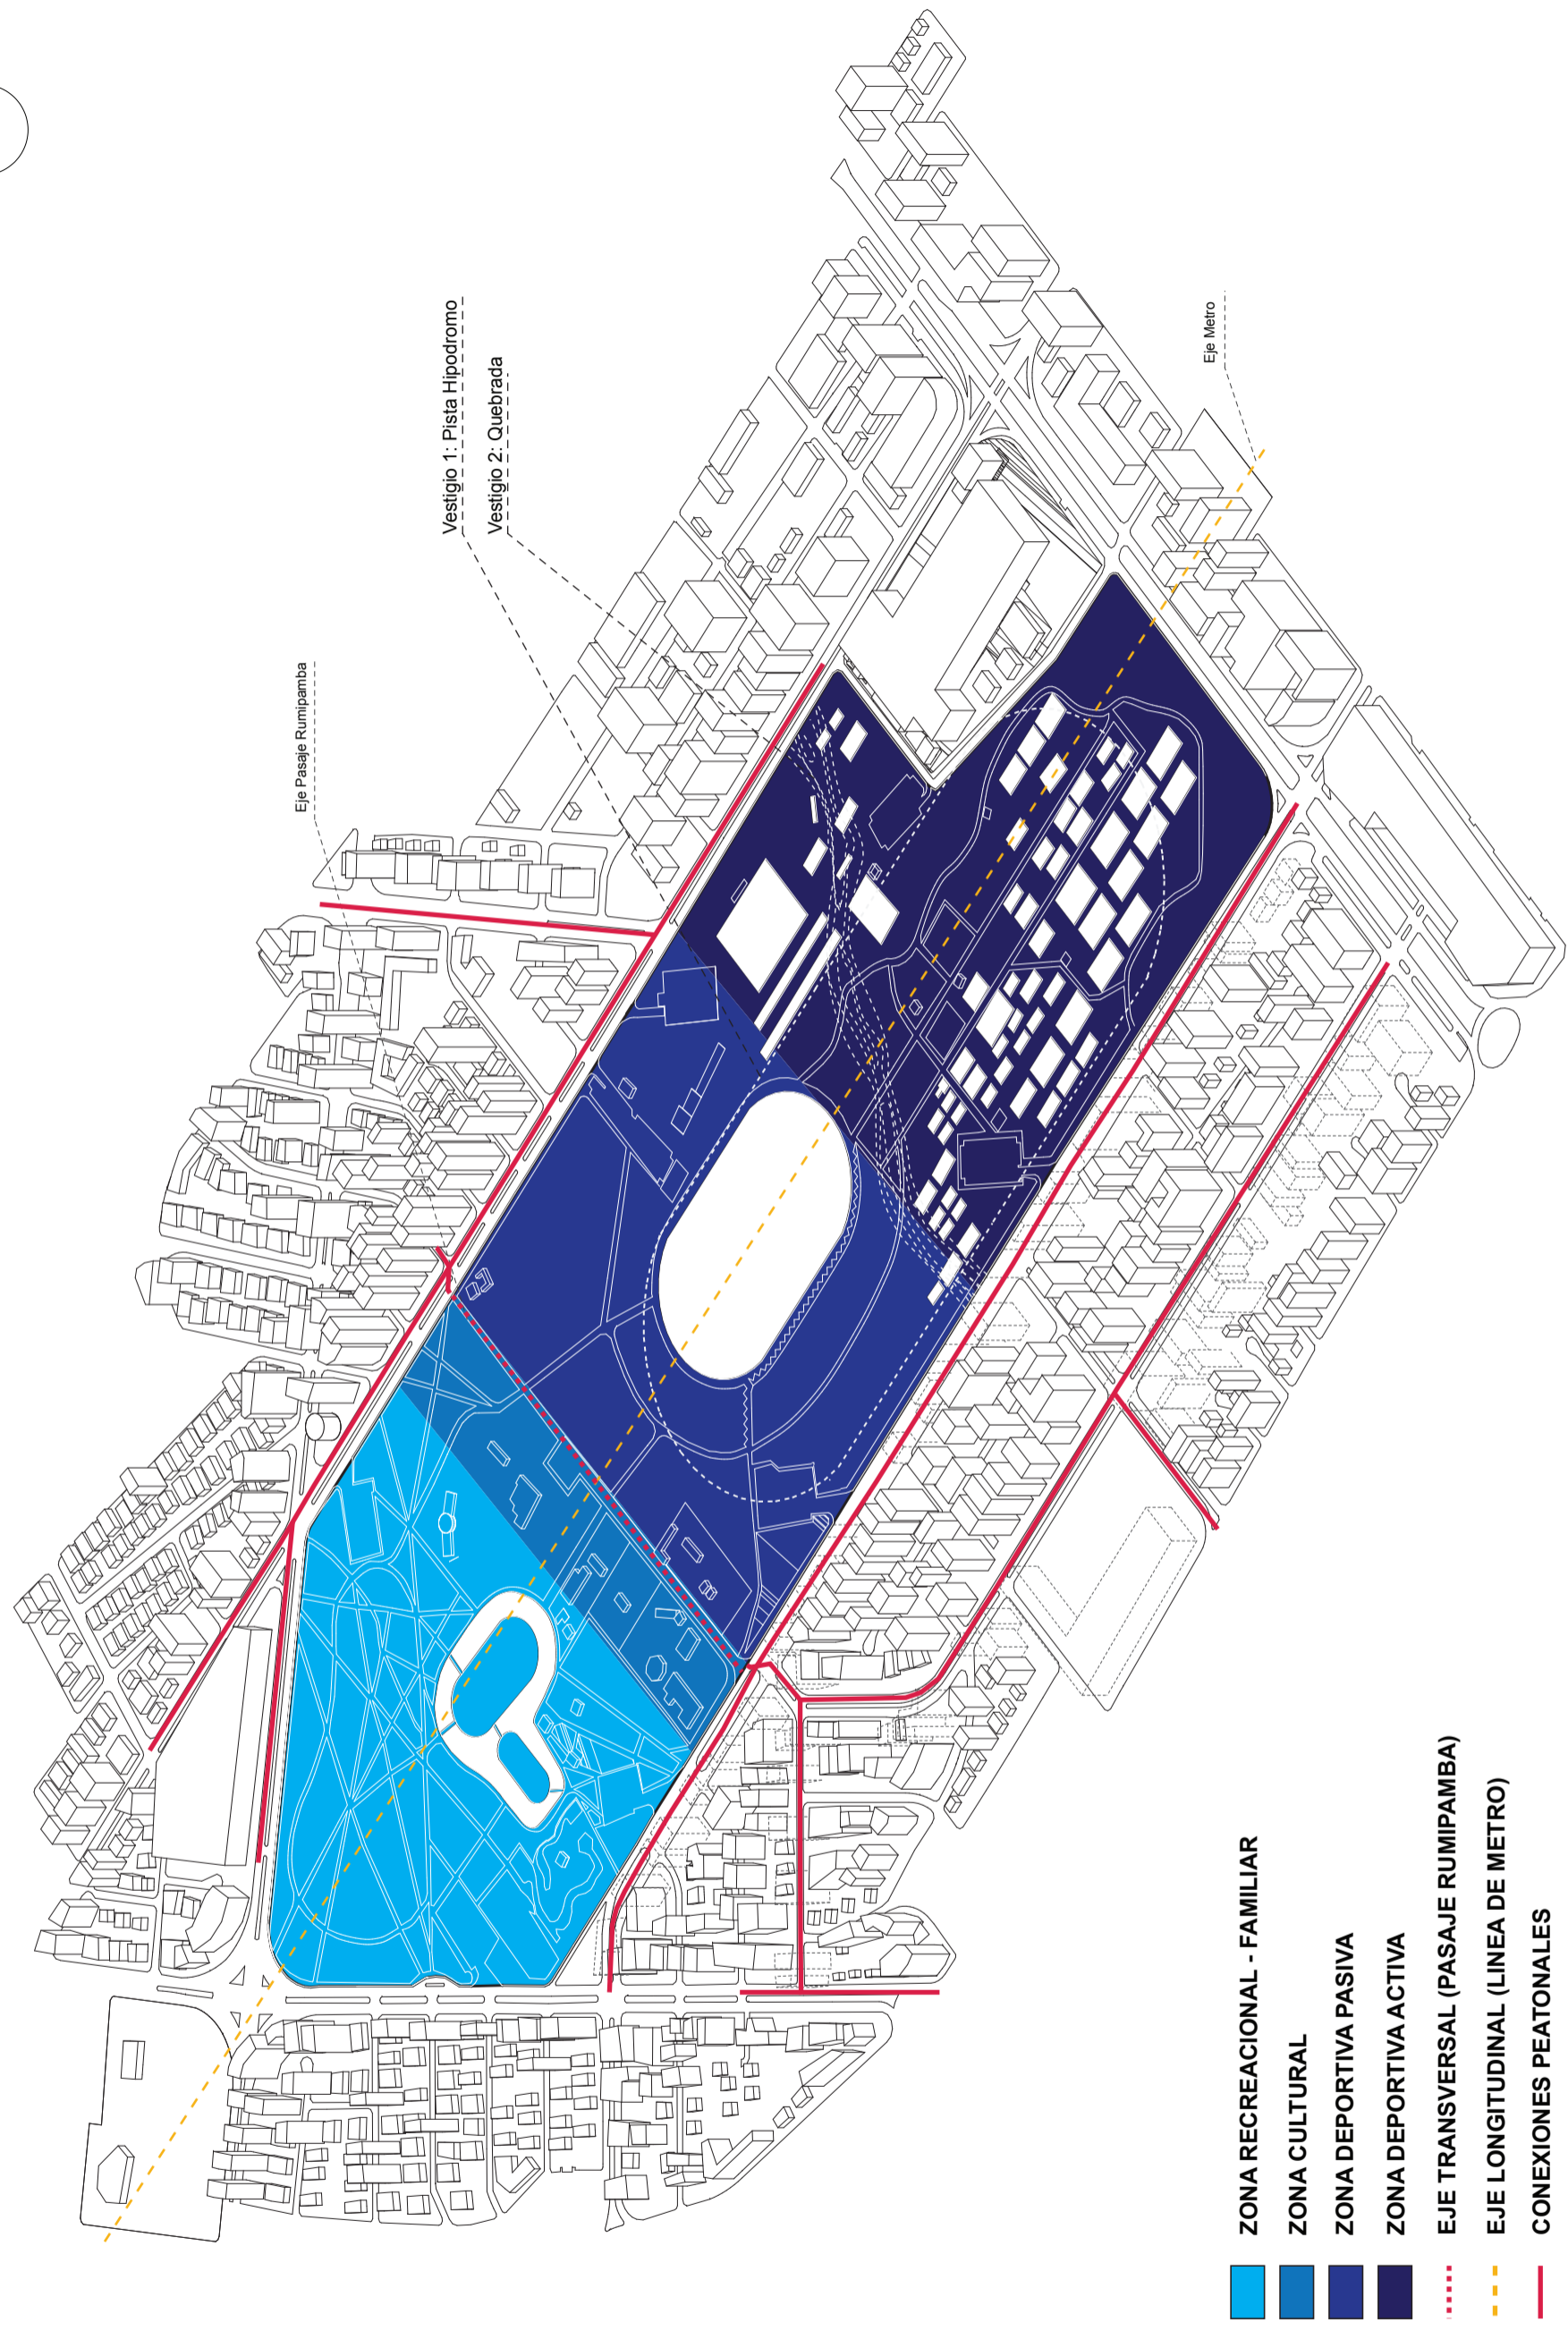 Vestigio 1: Pista Hipodromo
Vestigio 2: Quebrada
Eje Pasaje Rumipamba
Eje Metro
ZONA RECREACIONAL - FAMILIAR
ZONA CULTURAL
ZONA DEPORTIVA PASIVA
ZONA DEPORTIVA ACTIVA
EJE TRANSVERSAL (PASAJE RUMIPAMBA)
EJE LONGITUDINAL (LINEA DE METRO)
CONEXIONES PEATONALES